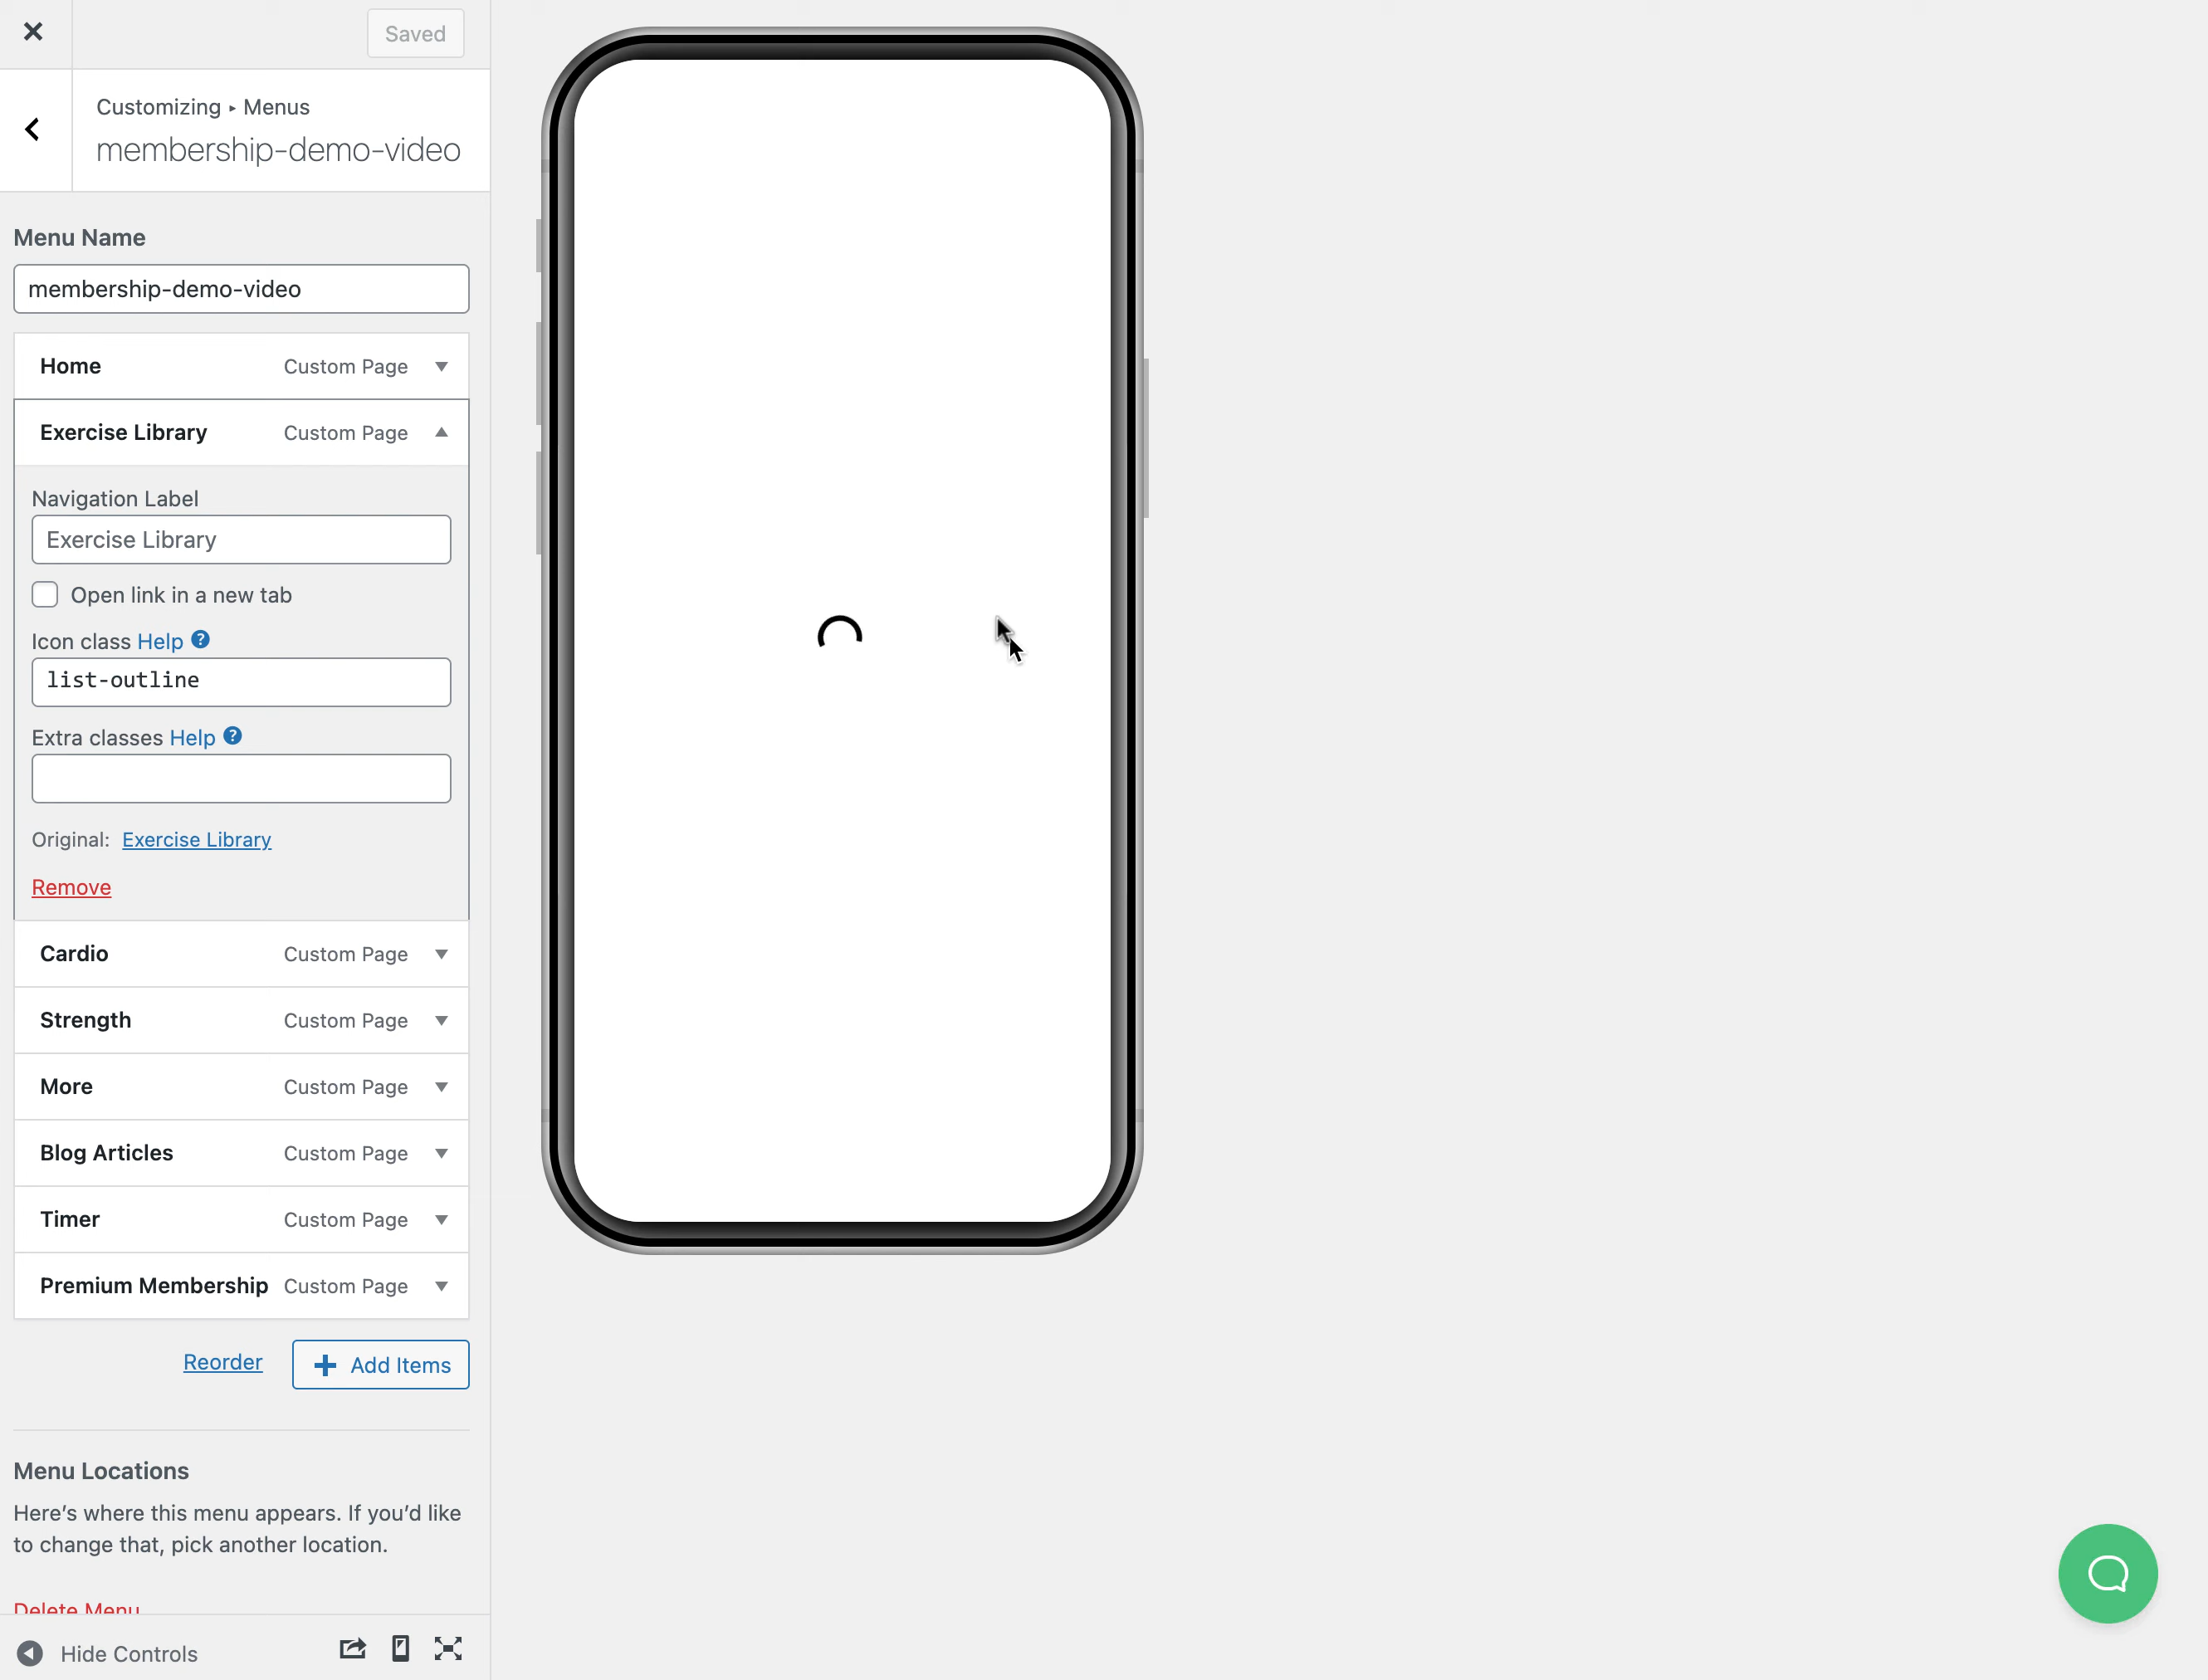 Saved
Customizing ▸ Menus
membership-demo-video
Menu Name
membership-demo-video
Home Custom Page
Exercise Library Custom Page
Navigation Label
Exercise Library
Open link in a new tab
Icon class Help ?
list-outline
Extra classes Help ?
Original: Exercise Library
Remove
Cardio Custom Page
Strength Custom Page
More Custom Page
Blog Articles Custom Page
Timer Custom Page
Premium Membership Custom Page
Reorder
Add Items
Menu Locations
Here's where this menu appears. If you'd like
to change that, pick another location.
Delete Menu
Hide Controls